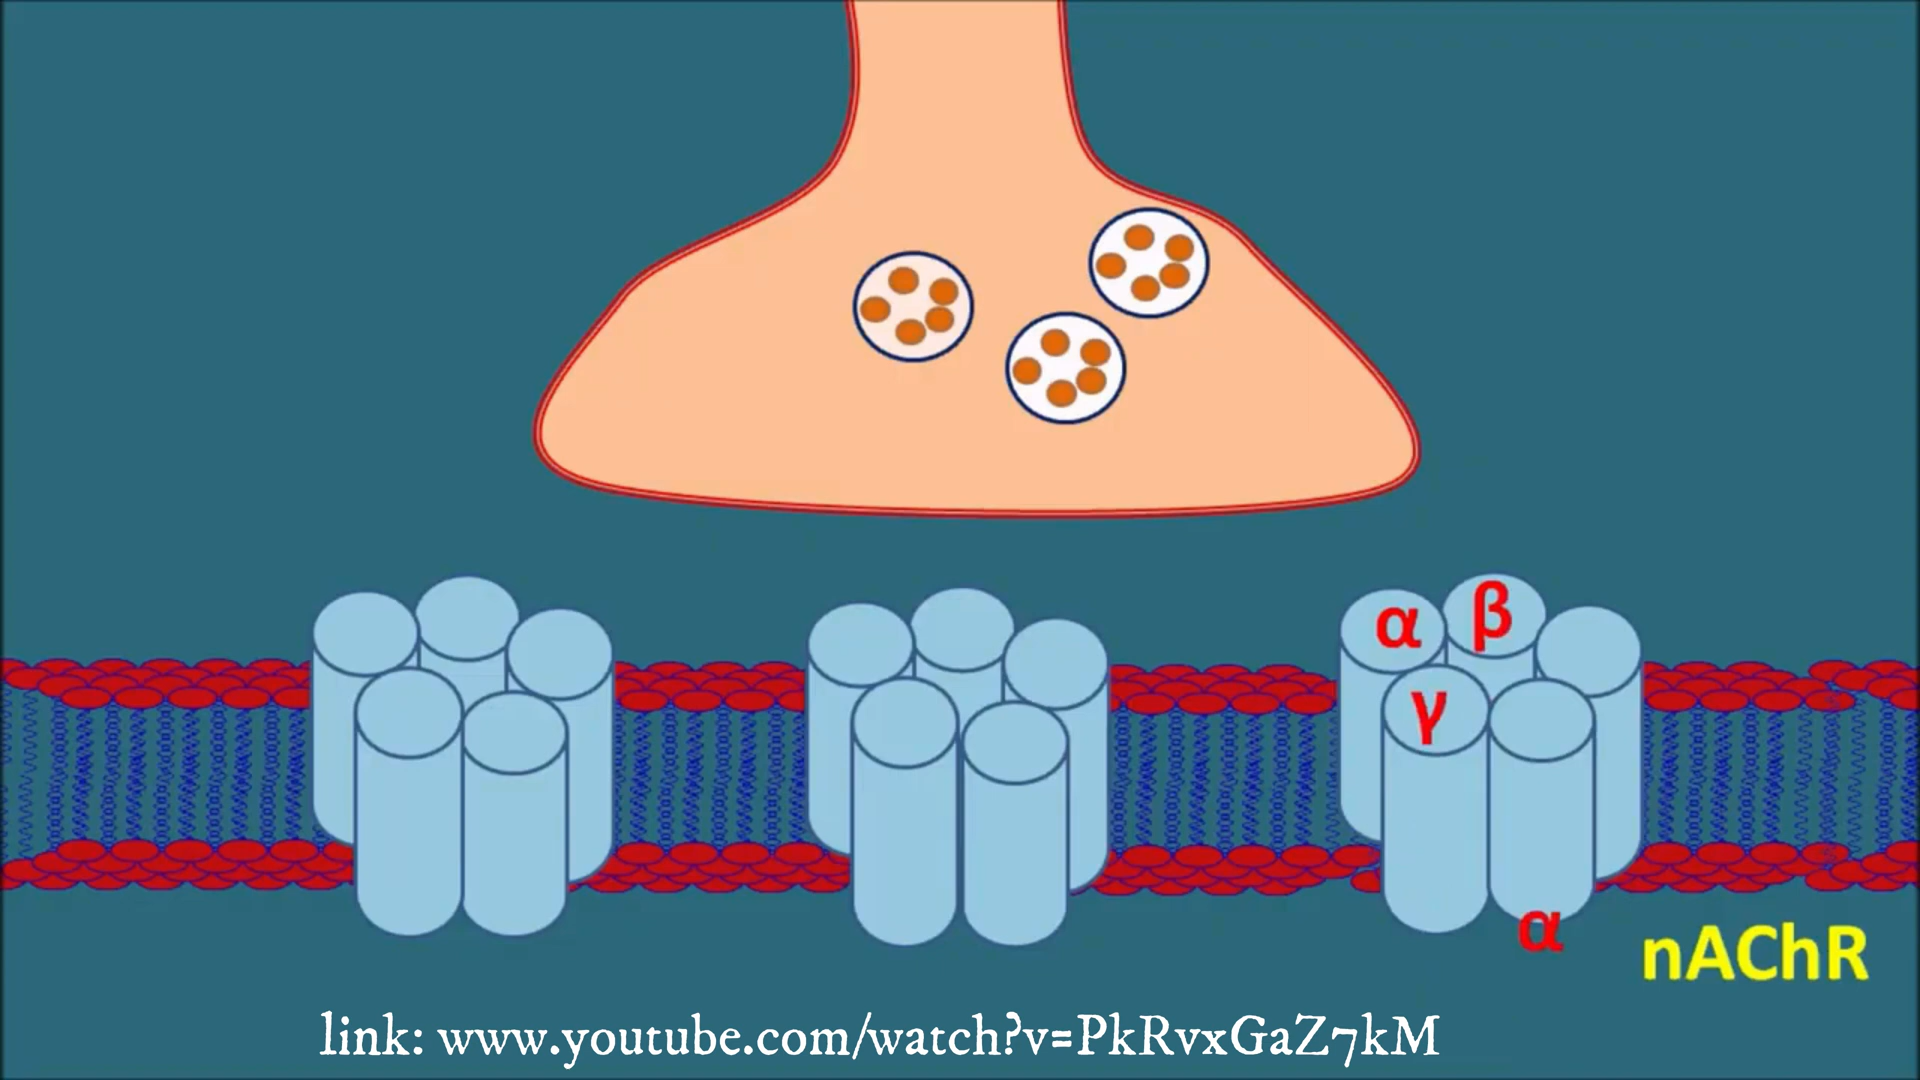 α β
γ
α
nAChR
link: www.youtube.com/watch?v=PkRvxGaZ7kM